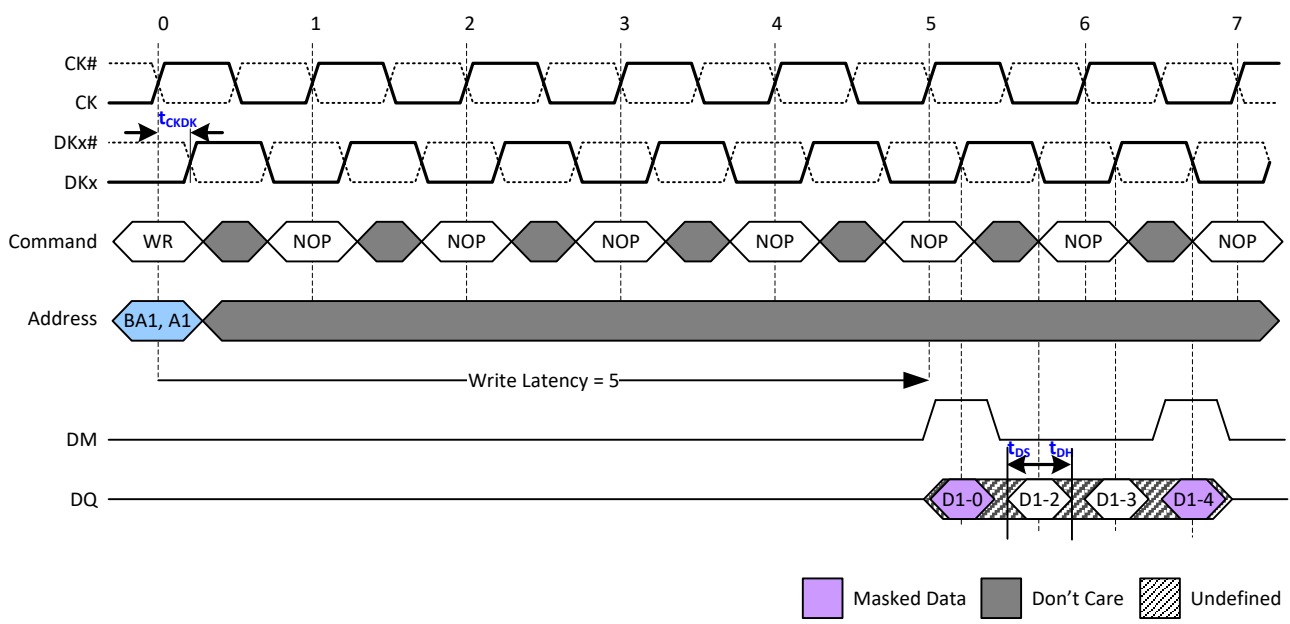 0 1 2 3 4 5 6 7
CK#
CK
tCKDK
DKx#
DKx
Command WR NOP NOP NOP NOP NOP NOP NOP
Address BA1, A1
Write Latency = 5
DM
tDS tDH
DQ D1-0 D1-2 D1-3 D1-4
Masked Data Don't Care Undefined